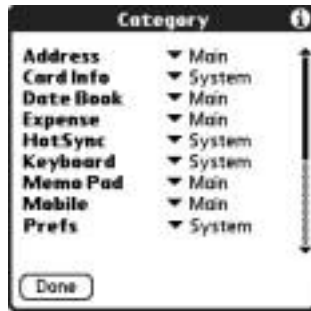 Category
Address Main
Card Info System
Date Book Main
Expense Main
HotSync System
Keyboard System
Memo Pad Main
Mobile Main
Prefs System
Done